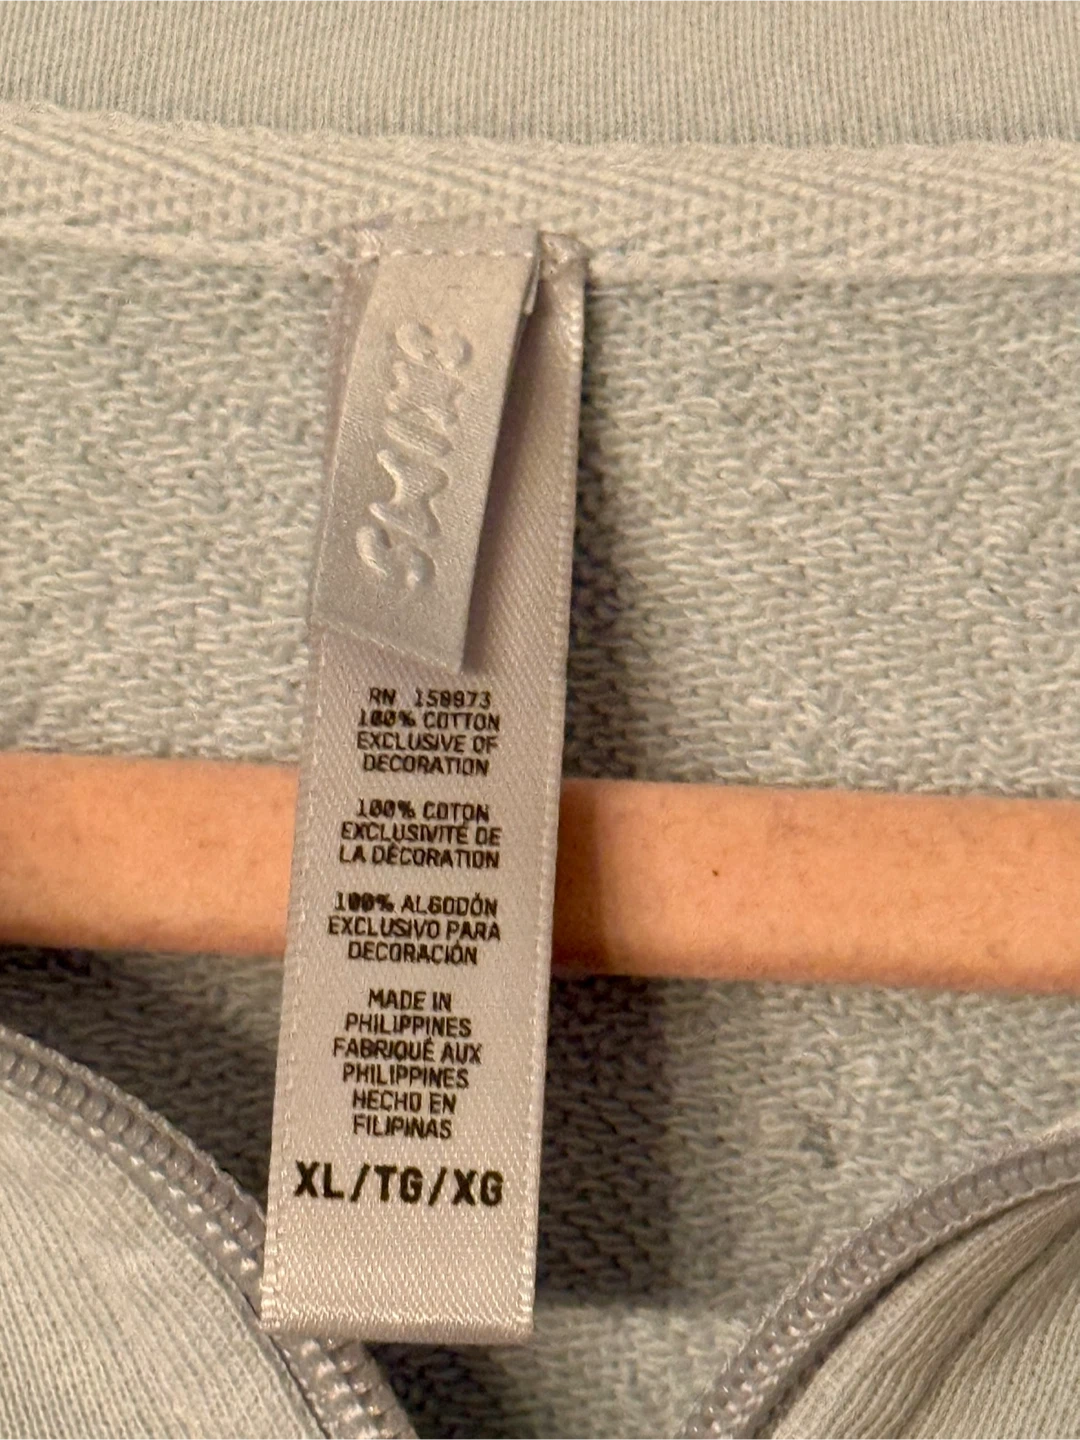 SKIMS
RN 158973
100% COTTON
EXCLUSIVE OF
DECORATION
100% COTON
EXCLUSIVITÉ DE
LA DÉCORATION
100% ALGODÓN
EXCLUSIVO PARA
DECORACIÓN
MADE IN
PHILIPPINES
FABRIQUÉ AUX
PHILIPPINES
HECHO EN
FILIPINAS
XL/TG/XG